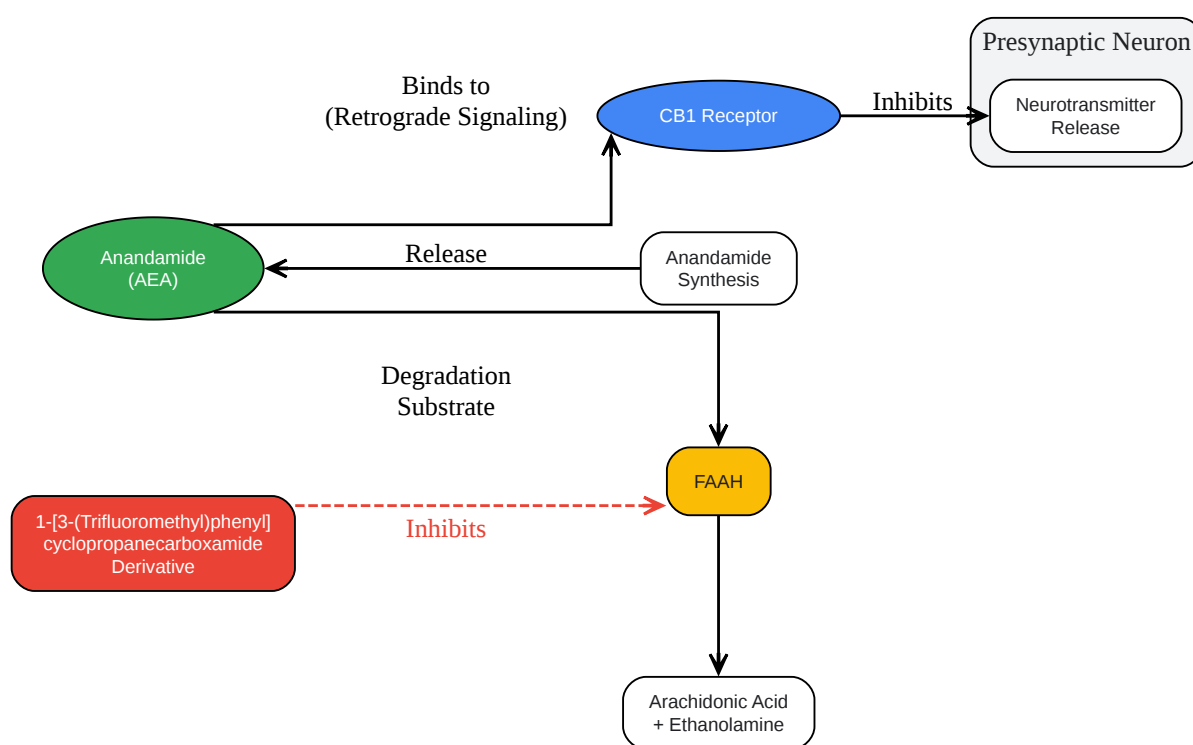 Presynaptic Neuron
Binds to
(Retrograde Signaling)
CB1 Receptor
Inhibits
Neurotransmitter
Release
Anandamide
(AEA)
Release
Anandamide
Synthesis
Degradation
Substrate
FAAH
1-[3-(Trifluoromethyl)phenyl]
cyclopropanecarboxamide
Derivative
Inhibits
Arachidonic Acid
+ Ethanolamine